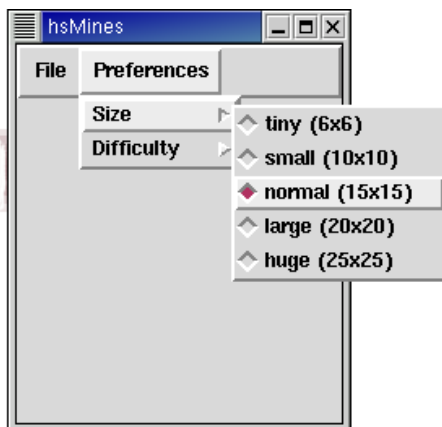 hsMines
File Preferences
Size
Difficulty
tiny (6x6)
small (10x10)
normal (15x15)
large (20x20)
huge (25x25)